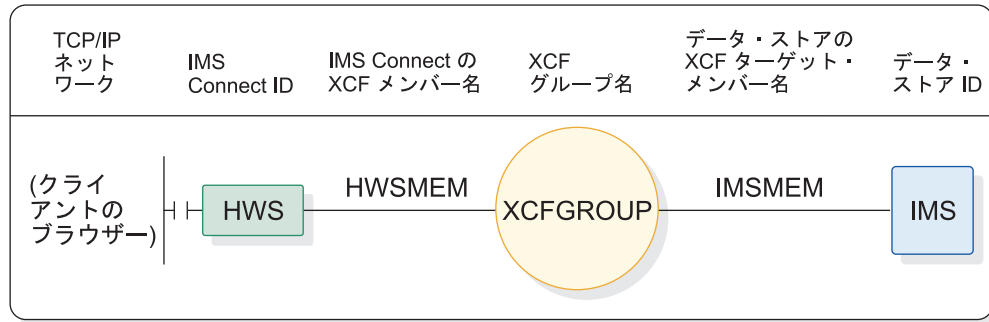 TCP/IP
ネット
ワーク
IMS
Connect ID
IMS Connect の
XCF メンバー名
XCF
グループ名
データ・ストアの
XCF ターゲット・
メンバー名
データ・
ストア ID
(クライ
アントの
ブラウザー)
HWS
HWSMEM
XCFGROUP
IMSMEM
IMS